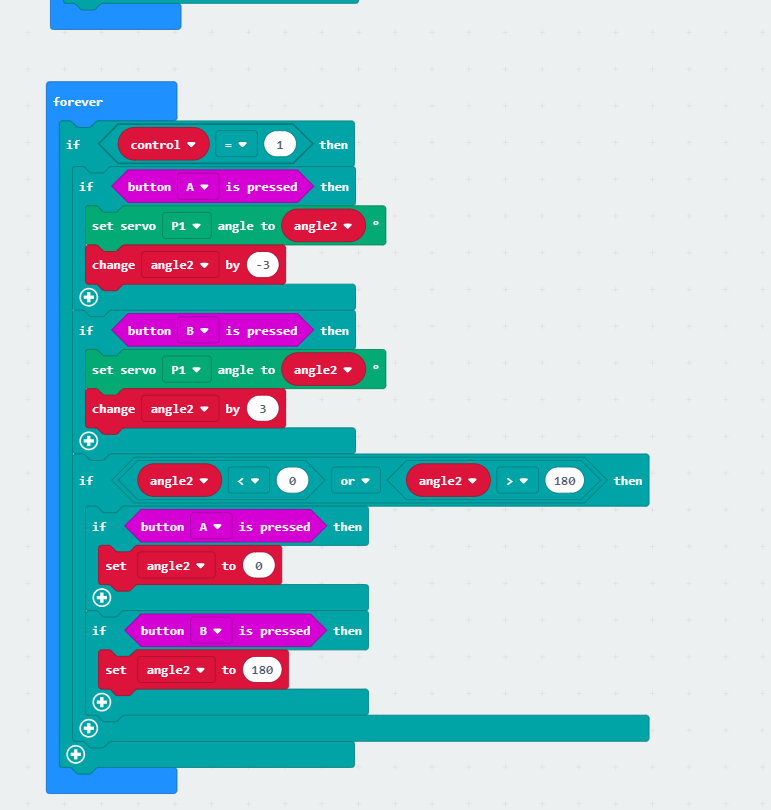 forever
if control = 1 then
if button A is pressed then
set servo P1 angle to angle2 °
change angle2 by -3
if button B is pressed then
set servo P1 angle to angle2 °
change angle2 by 3
if angle2 < 0 or angle2 > 180 then
if button A is pressed then
set angle2 to 0
if button B is pressed then
set angle2 to 180